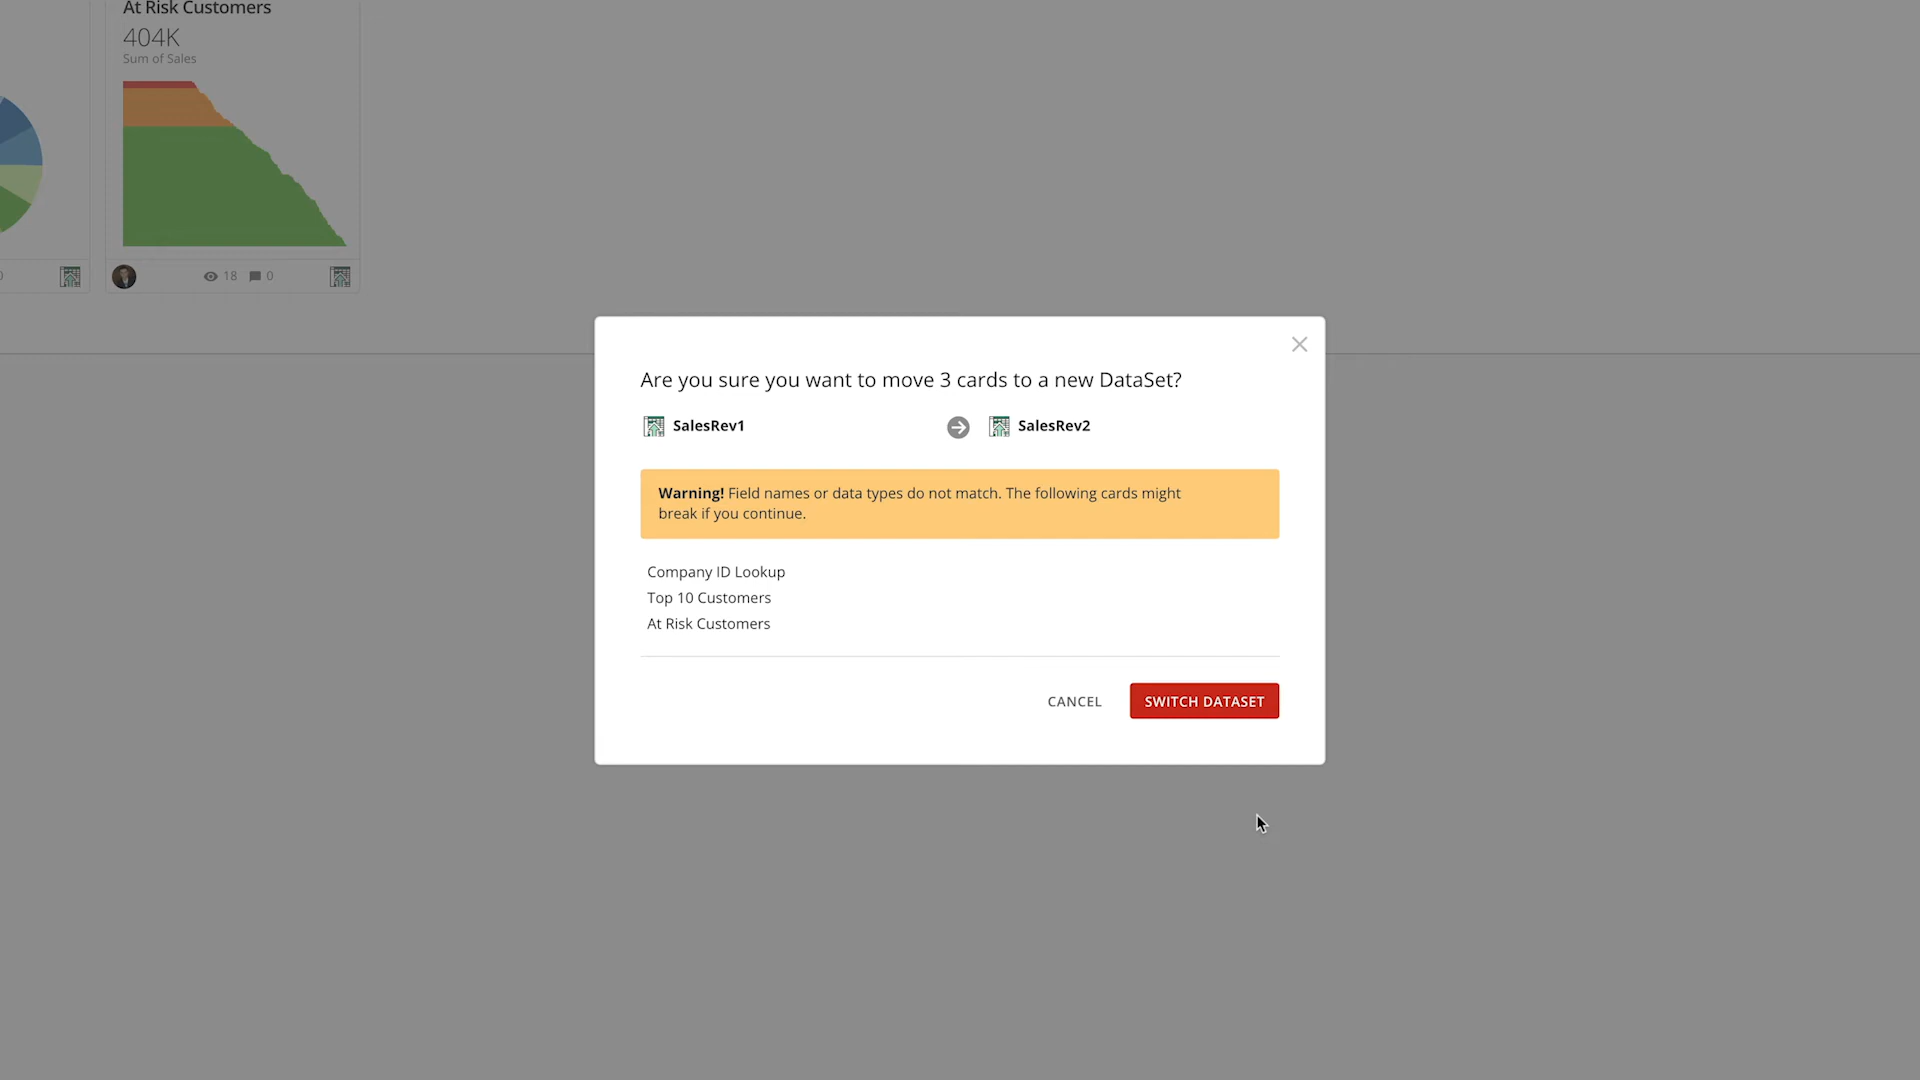 At Risk Customers
404K
Sum of Sales
18 0
Are you sure you want to move 3 cards to a new DataSet?
SalesRev1 SalesRev2
Warning! Field names or data types do not match. The following cards might
break if you continue.
Company ID Lookup
Top 10 Customers
At Risk Customers
CANCEL SWITCH DATASET